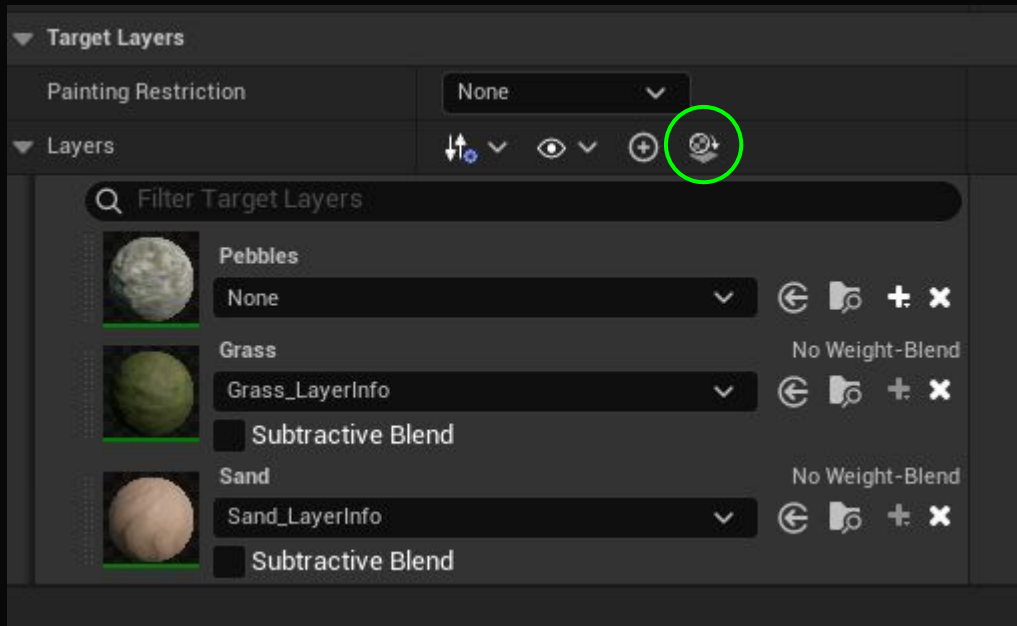 Target Layers
Painting Restriction None
Layers
Filter Target Layers
Pebbles
None
Grass No Weight-Blend
Grass_LayerInfo
Subtractive Blend
Sand No Weight-Blend
Sand_LayerInfo
Subtractive Blend